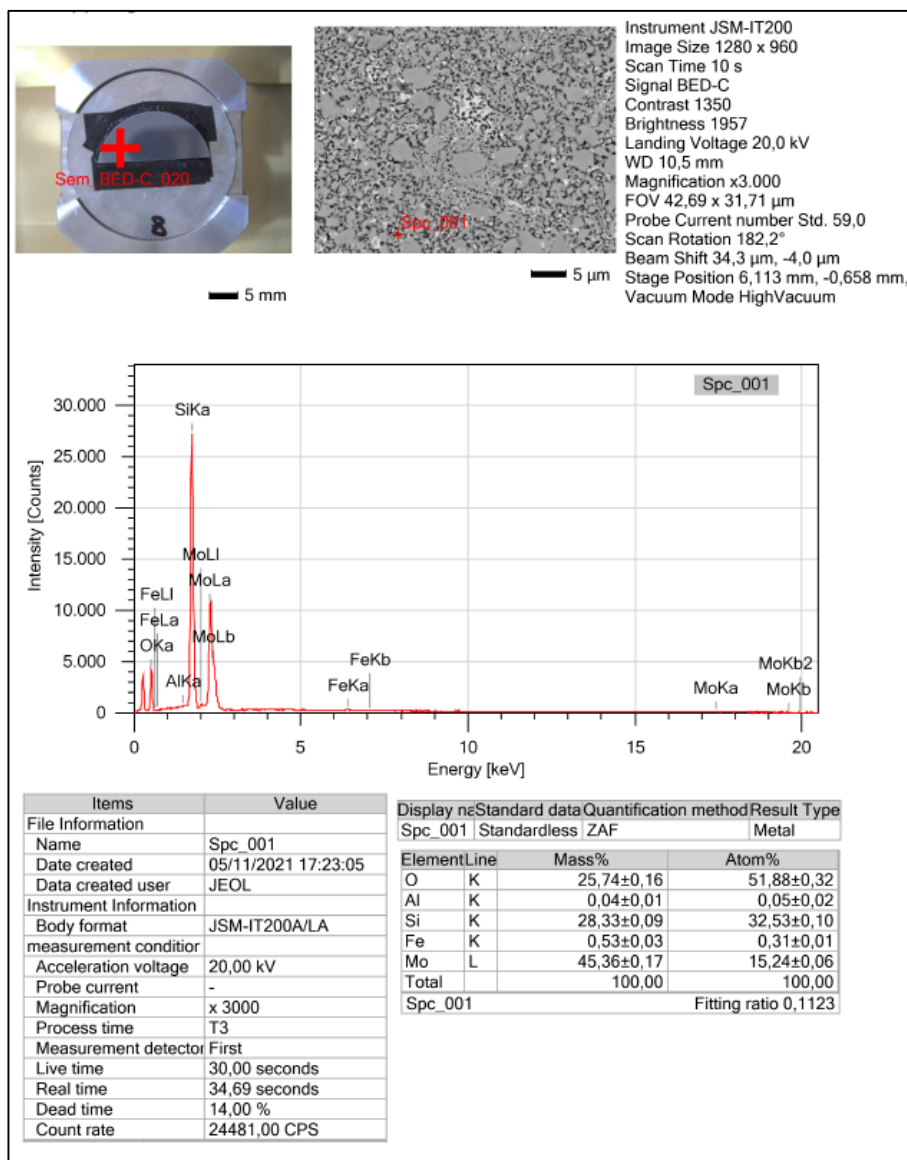 Instrument JSM-IT200
Image Size 1280 x 960
Scan Time 10 s
Signal BED-C
Contrast 1350
Brightness 1957
Landing Voltage 20,0 kV
WD 10,5 mm
Magnification x3.000
FOV 42,69 x 31,71 µm
Probe Current number Std. 59,0
Scan Rotation 182,2°
Beam Shift 34,3 µm, -4,0 µm
Stage Position 6,113 mm, -0,658 mm,
Vacuum Mode HighVacuum
Sem_BED-C_020
8
5 mm
Spc_001
5 µm
Spc_001
Intensity [Counts]
30.000
25.000
20.000
15.000
10.000
5.000
0
SiKa
MoLl
MoLa
FeLl
FeLa
OKa
MoLb
AlKa
FeKb
FeKa
MoKb2
MoKa
MoKb
0 5 10 15 20
Energy [keV]
Items Value
File Information
Name Spc_001
Date created 05/11/2021 17:23:05
Data created user JEOL
Instrument Information
Body format JSM-IT200A/LA
measurement condition
Acceleration voltage 20,00 kV
Probe current -
Magnification x 3000
Process time T3
Measurement detector First
Live time 30,00 seconds
Real time 34,69 seconds
Dead time 14,00 %
Count rate 24481,00 CPS
Display na Standard data Quantification method Result Type
Spc_001 Standardless ZAF Metal
Element Line Mass% Atom%
O K 25,74±0,16 51,88±0,32
Al K 0,04±0,01 0,05±0,02
Si K 28,33±0,09 32,53±0,10
Fe K 0,53±0,03 0,31±0,01
Mo L 45,36±0,17 15,24±0,06
Total 100,00 100,00
Spc_001 Fitting ratio 0,1123